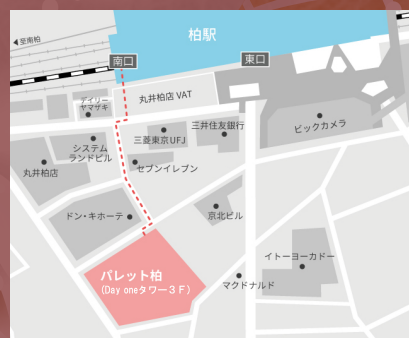 柏駅
◀至南柏
南口
東口
デイリー
ヤマザキ
丸井柏店 VAT
三井住友銀行
ビックカメラ
システム
ランドビル
三菱東京UFJ
丸井柏店
セブンイレブン
ドン・キホーテ
京北ビル
イトーヨーカドー
パレット柏
(Day oneタワー3F)
マクドナルド